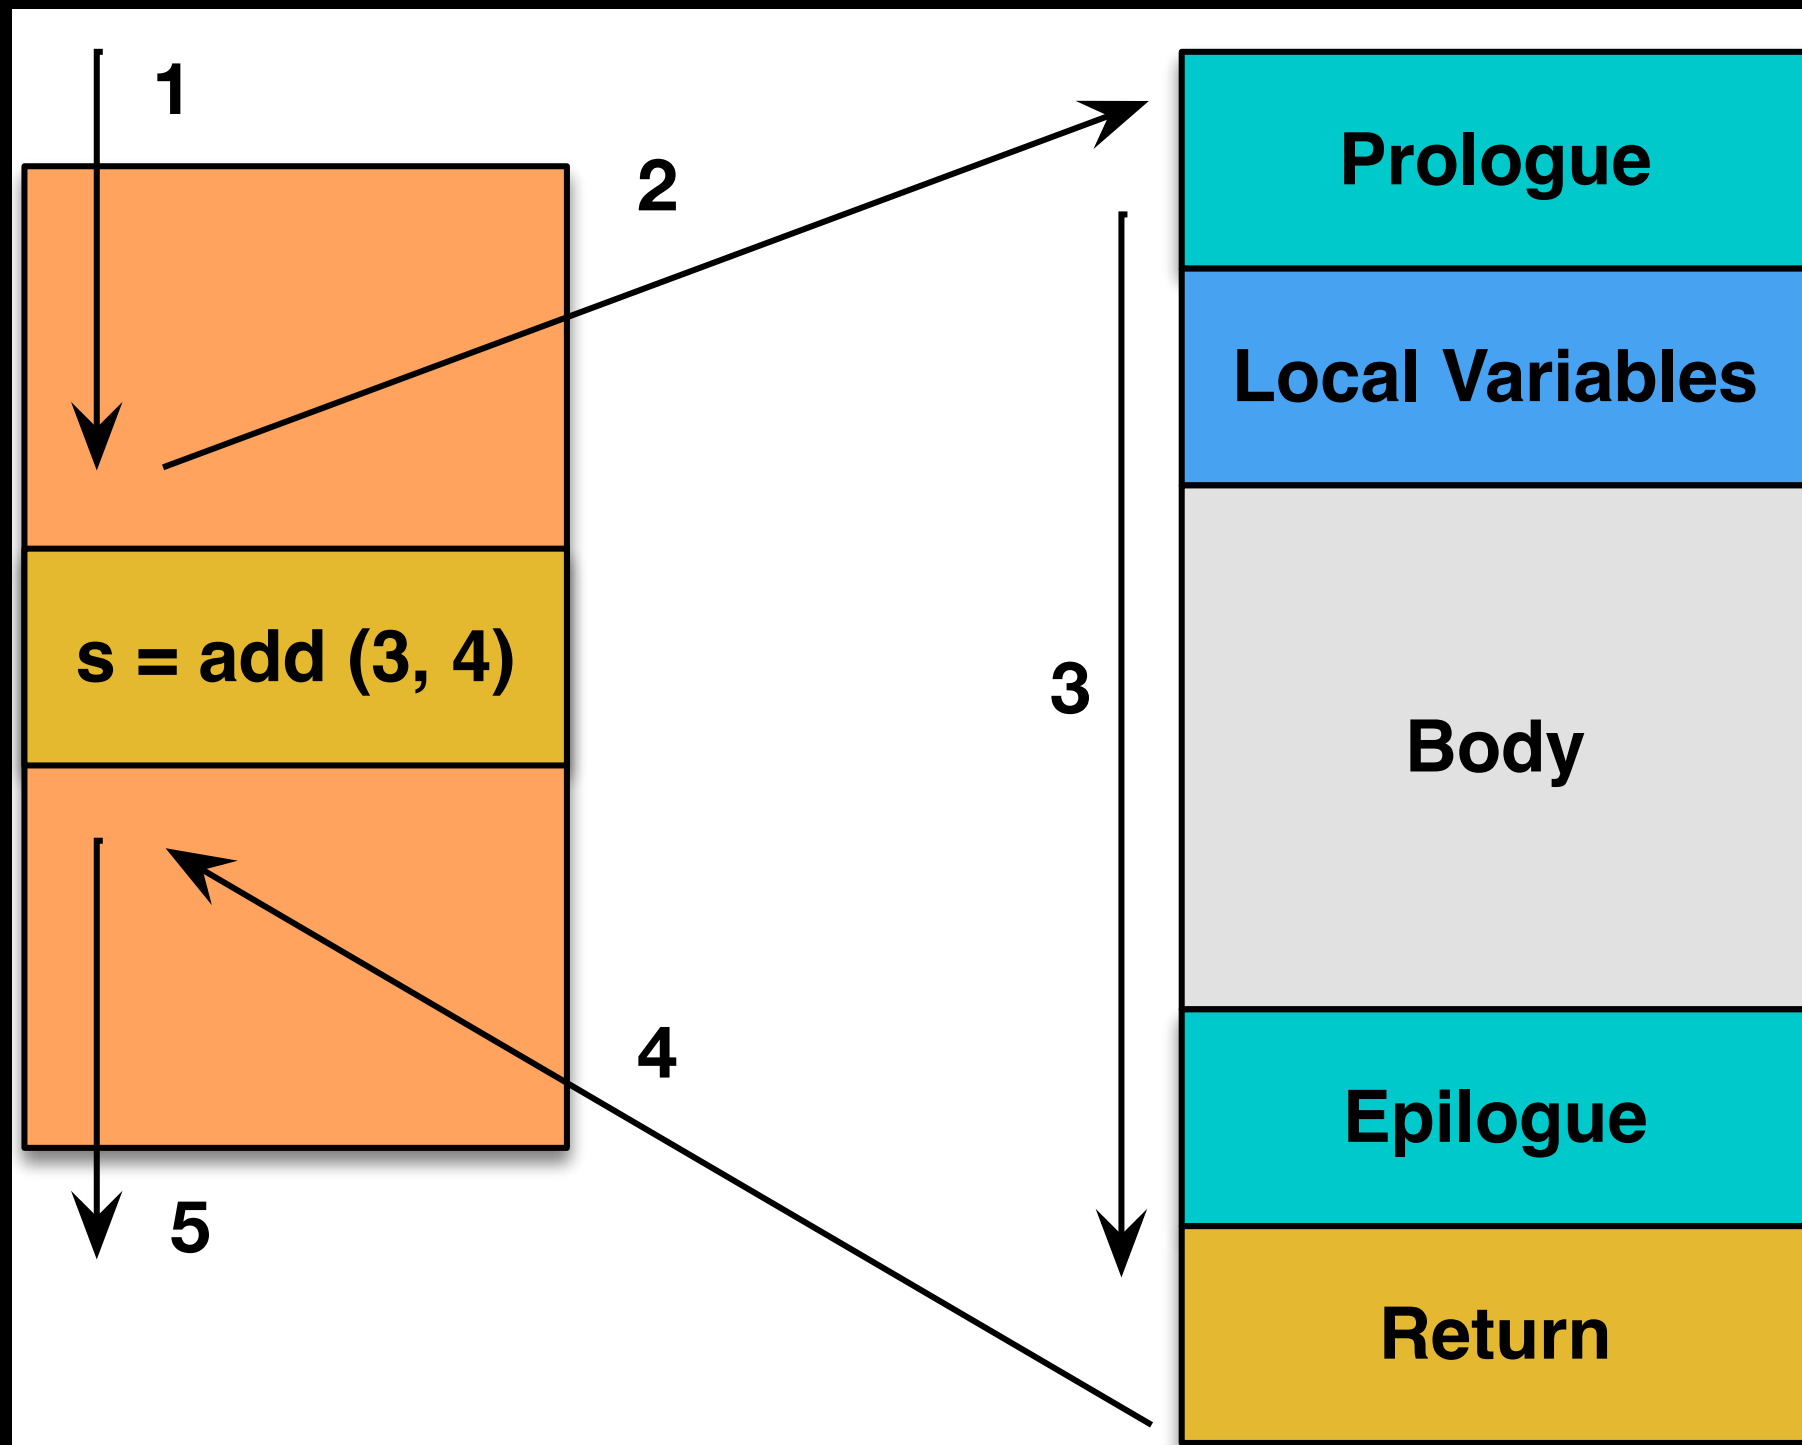 1
2
Prologue
Local Variables
s = add (3, 4)
3
Body
4
Epilogue
5
Return